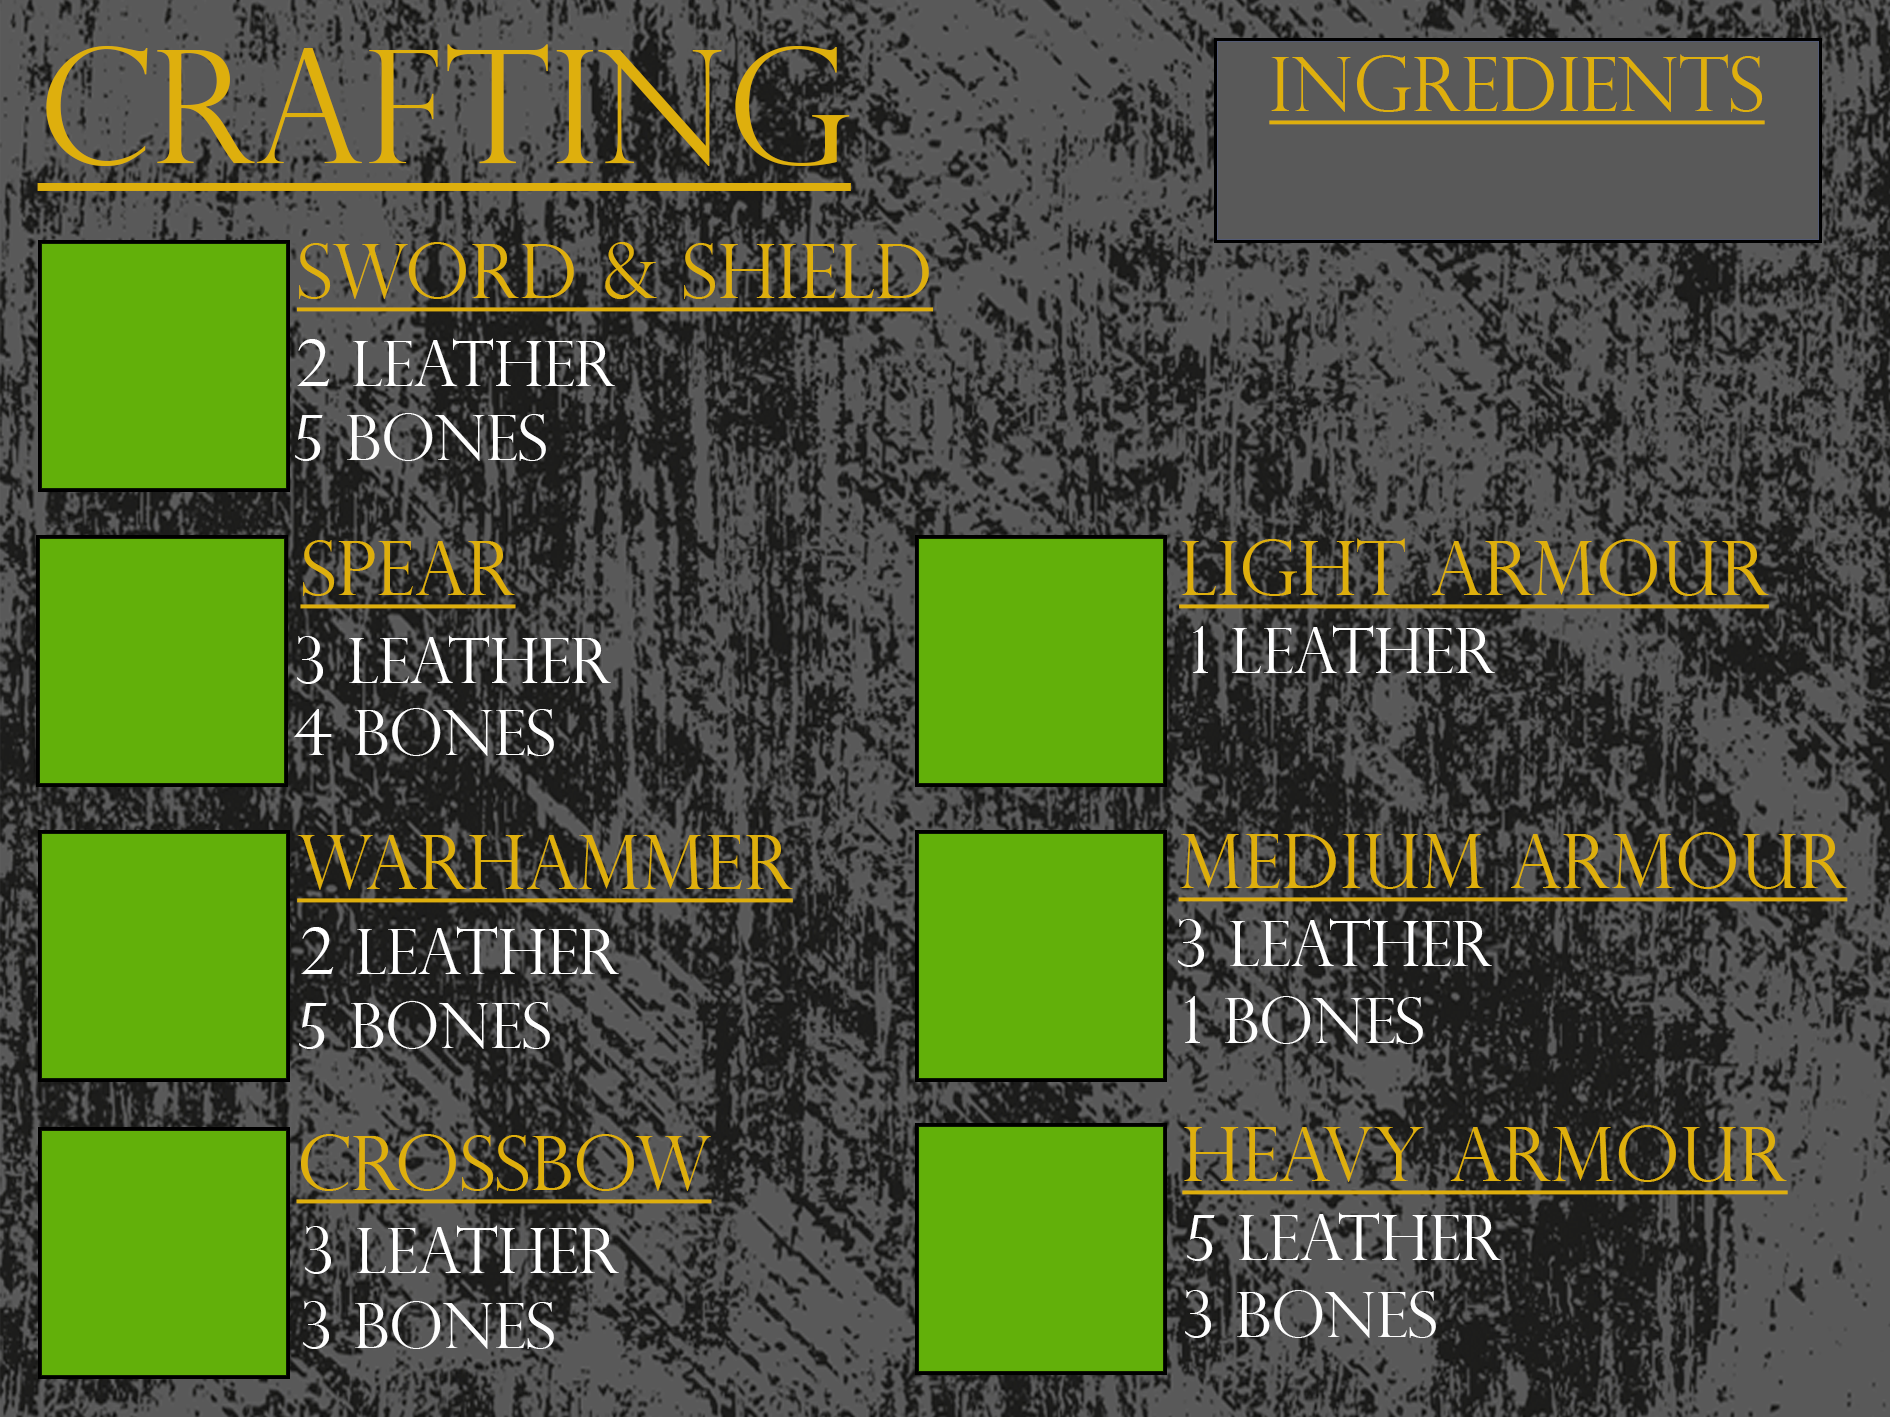 CRAFTING
INGREDIENTS
SWORD & SHIELD
2 LEATHER
5 BONES
SPEAR
3 LEATHER
4 BONES
WARHAMMER
2 LEATHER
5 BONES
CROSSBOW
3 LEATHER
3 BONES
LIGHT ARMOUR
1 LEATHER
MEDIUM ARMOUR
3 LEATHER
1 BONES
HEAVY ARMOUR
5 LEATHER
3 BONES